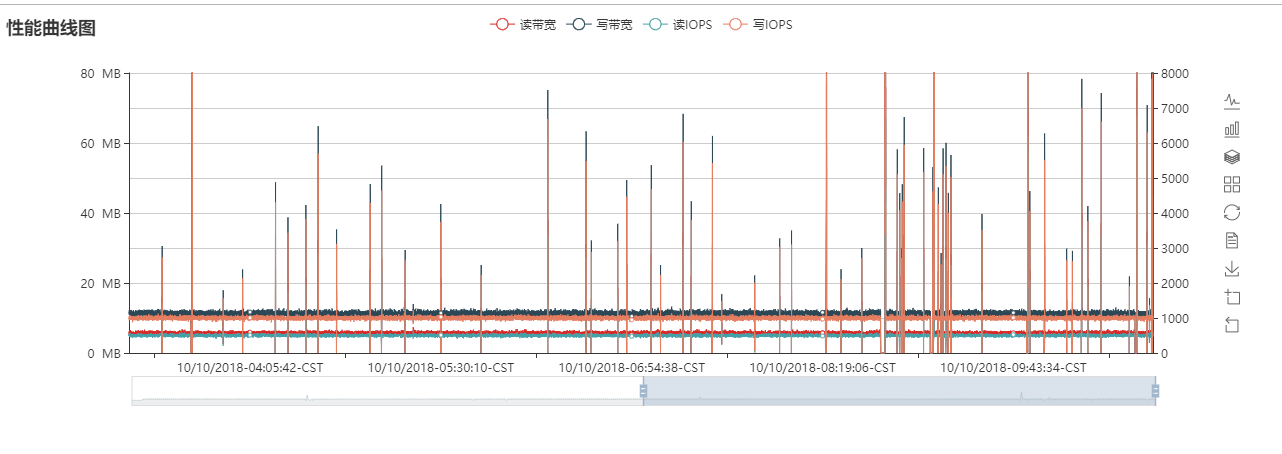 性能曲线图
读带宽 写带宽 读IOPS 写IOPS
80 MB 8000
7000
60 MB 6000
5000
40 MB 4000
3000
20 MB 2000
1000
0 MB 0
10/10/2018-04:05:42-CST 10/10/2018-05:30:10-CST 10/10/2018-06:54:38-CST 10/10/2018-08:19:06-CST 10/10/2018-09:43:34-CST